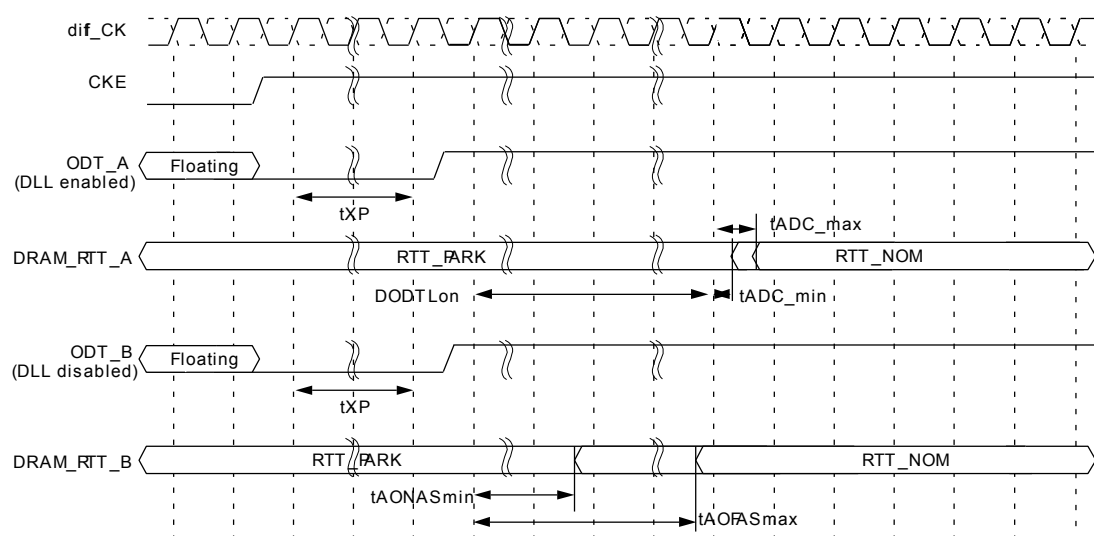 dif_CK
CKE
ODT_A
(DLL enabled)
Floating
tXP
tADC_max
DRAM_RTT_A
RTT_PARK
RTT_NOM
DODTLon
tADC_min
ODT_B
(DLL disabled)
Floating
tXP
DRAM_RTT_B
RTT_PARK
RTT_NOM
tAONASmin
tAOFASmax